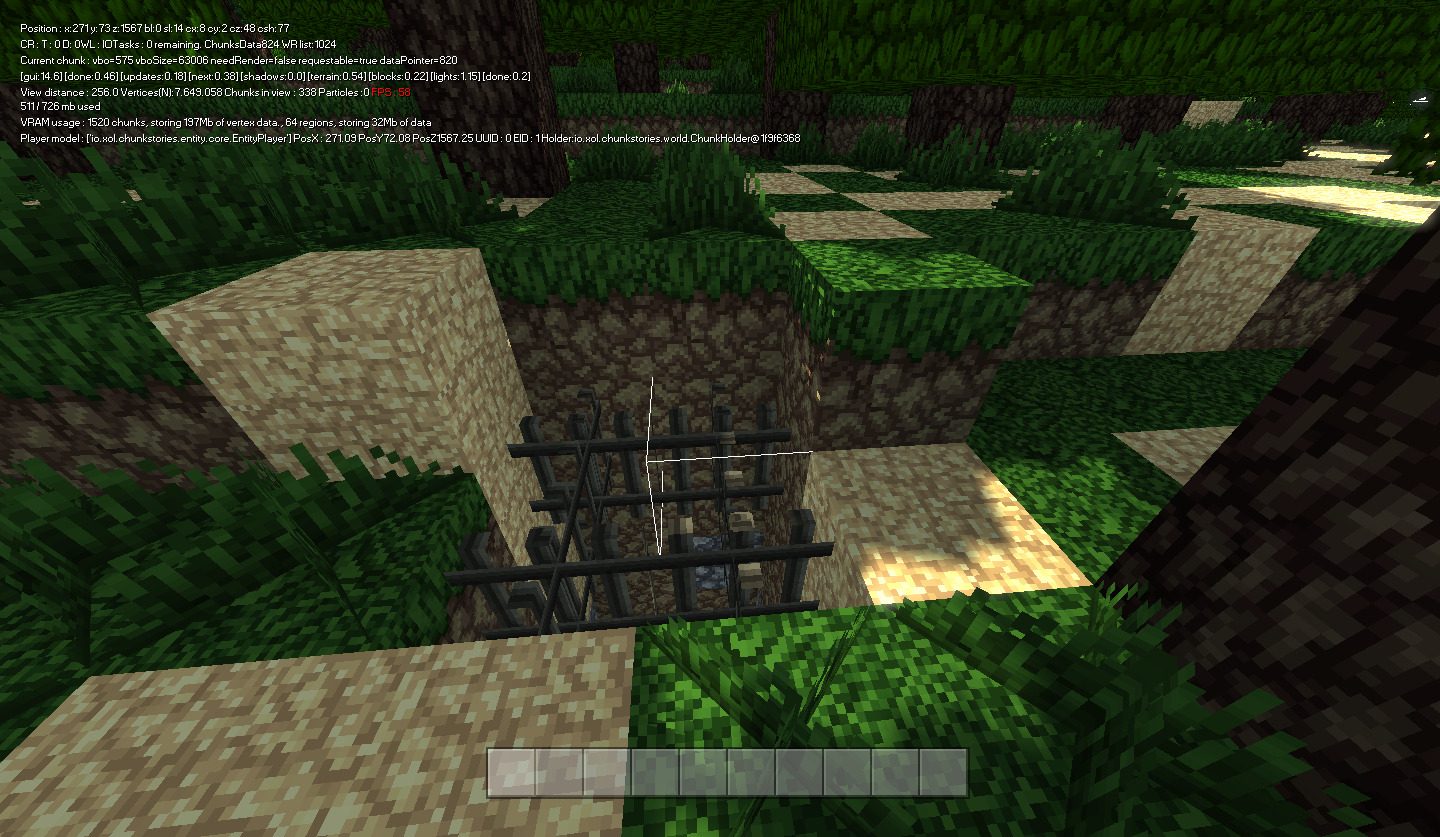 Position : x:271 y:73 z:1567 bl:0 sl:14 cx:8 cy:2 cz:48 csh:77
CR : T : 0 D: 0WL : IOTasks : 0 remaining. ChunksData824 WR list:1024
Current chunk : vbo=575 vboSize=63006 needRender=false requestable=true dataPointer=820
[gui:14.6][done:0.46][updates:0.18][next:0.38][shadows:0.0][terrain:0.54][blocks:0.22][lights:1.15][done:0.2]
View distance : 256.0 Vertices(N):7.649.058 Chunks in view : 338 Particles :0 FPS : 58
511 / 726 mb used
VRAM usage : 1520 chunks, storing 197Mb of vertex data., 64 regions, storing 32Mb of data
Player model : ['io.xol.chunkstories.entity.core.EntityPlayer'] PosX : 271.09 PosY72.08 PosZ1567.25 UUID : 0 EID : 1 Holder:io.xol.chunkstories.world.ChunkHolder@1f9f6368